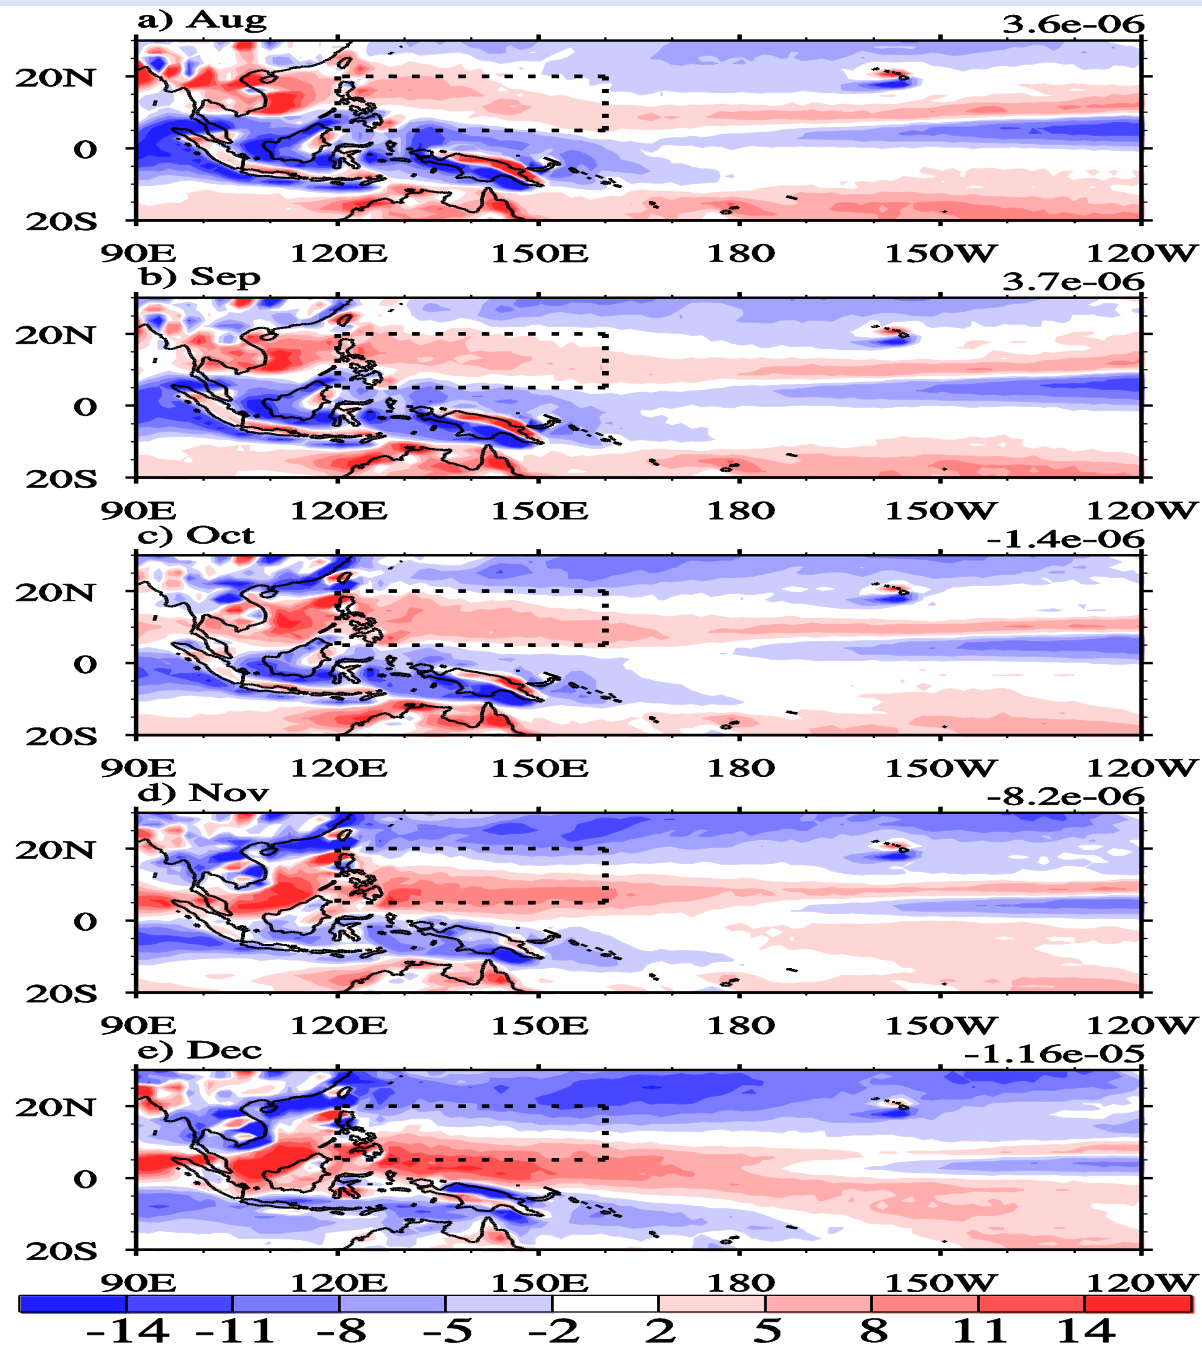 a) Aug 3.6e-06
20N
0
20S
90E 120E 150E 180 150W 120W
b) Sep 3.7e-06
20N
0
20S
90E 120E 150E 180 150W 120W
c) Oct -1.4e-06
20N
0
20S
90E 120E 150E 180 150W 120W
d) Nov -8.2e-06
20N
0
20S
90E 120E 150E 180 150W 120W
e) Dec -1.16e-05
20N
0
20S
90E 120E 150E 180 150W 120W
-14 -11 -8 -5 -2 2 5 8 11 14